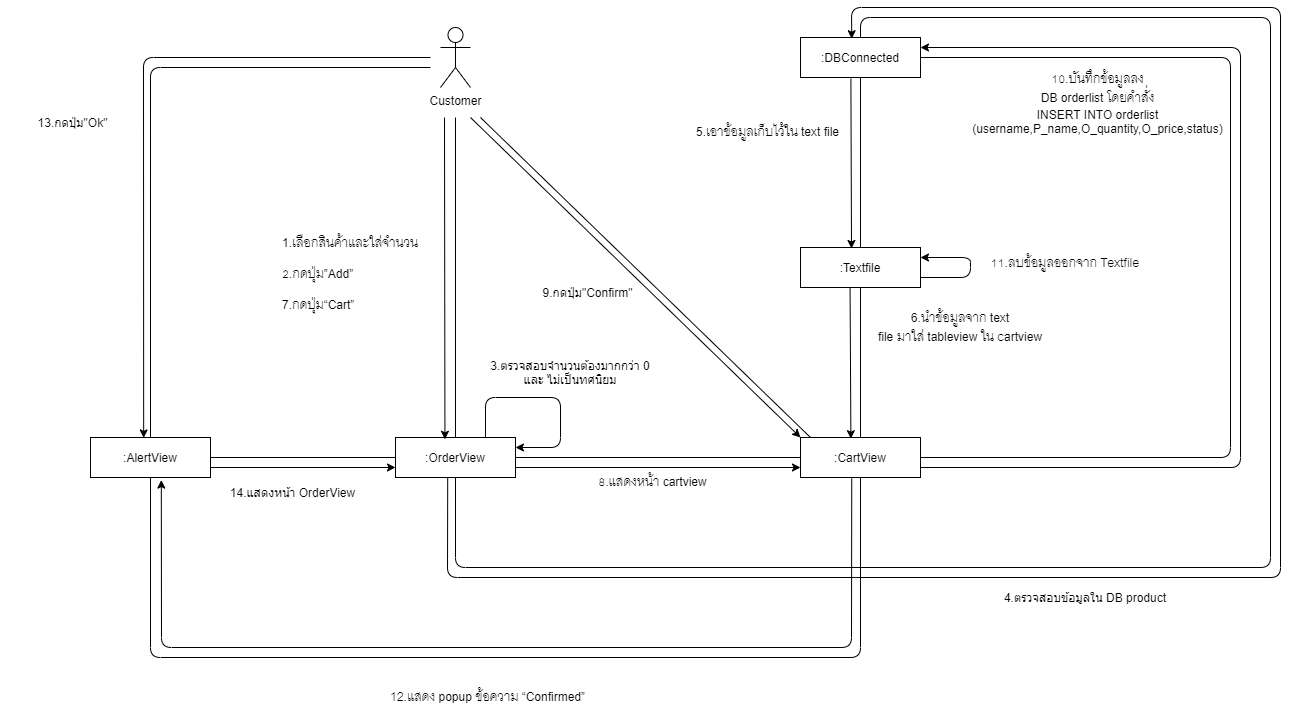 :DBConnected
10.บันทึกข้อมูลลง
DB orderlist โดยคำสั่ง
INSERT INTO orderlist
(username,P_name,O_quantity,O_price,status)
Customer
13.กดปุ่ม"Ok"
5.เอาข้อมูลเก็บไว้ใน text file
1.เลือกสินค้าและใส่จำนวน
2.กดปุ่ม"Add"
7.กดปุ่ม“Cart”
9.กดปุ่ม"Confirm"
:Textfile
11.ลบข้อมูลออกจาก Textfile
6.นำข้อมูลจาก text
file มาใส่ tableview ใน cartview
3.ตรวจสอบจำนวนต้องมากกว่า 0
และ ไม่เป็นทศนิยม
:AlertView
:OrderView
:CartView
14.แสดงหน้า OrderView
8.แสดงหน้า cartview
4.ตรวจสอบข้อมูลใน DB product
12.แสดง popup ข้อความ “Confirmed”